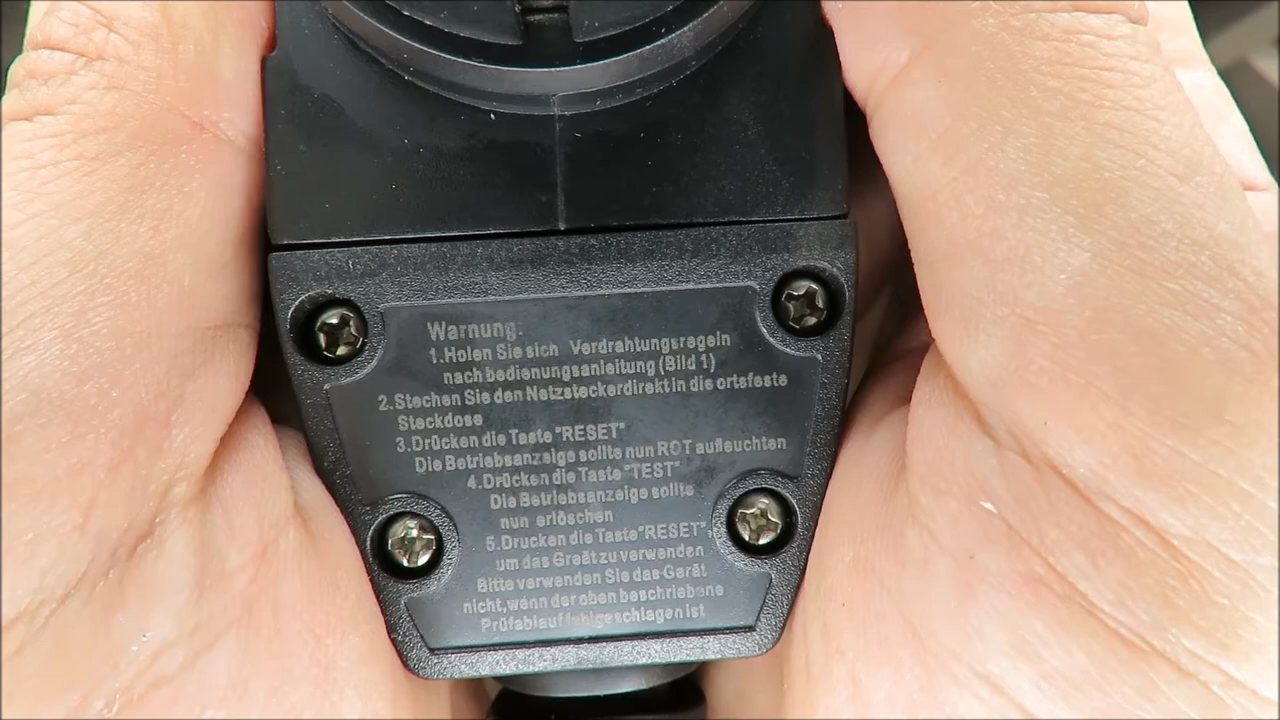 Warnung:
1.Holen Sie sich Verdrahtungsregeln
nach bedienungsanleitung (Bild 1)
2.Stechen Sie den Netzsteckerdirekt in die ortsfeste
Steckdose
3.Drücken die Taste "RESET"
Die Betriebsanzeige sollte nun ROT aufleuchten
4.Drücken die Taste "TEST"
Die Betriebsanzeige sollte
nun erlöschen
5.Drucken die Taste"RESET",
um das Greät zu verwenden
Bitte verwenden Sie das Gerät
nicht,wenn der oben beschriebene
Prüfablauf fehlgeschlagen ist